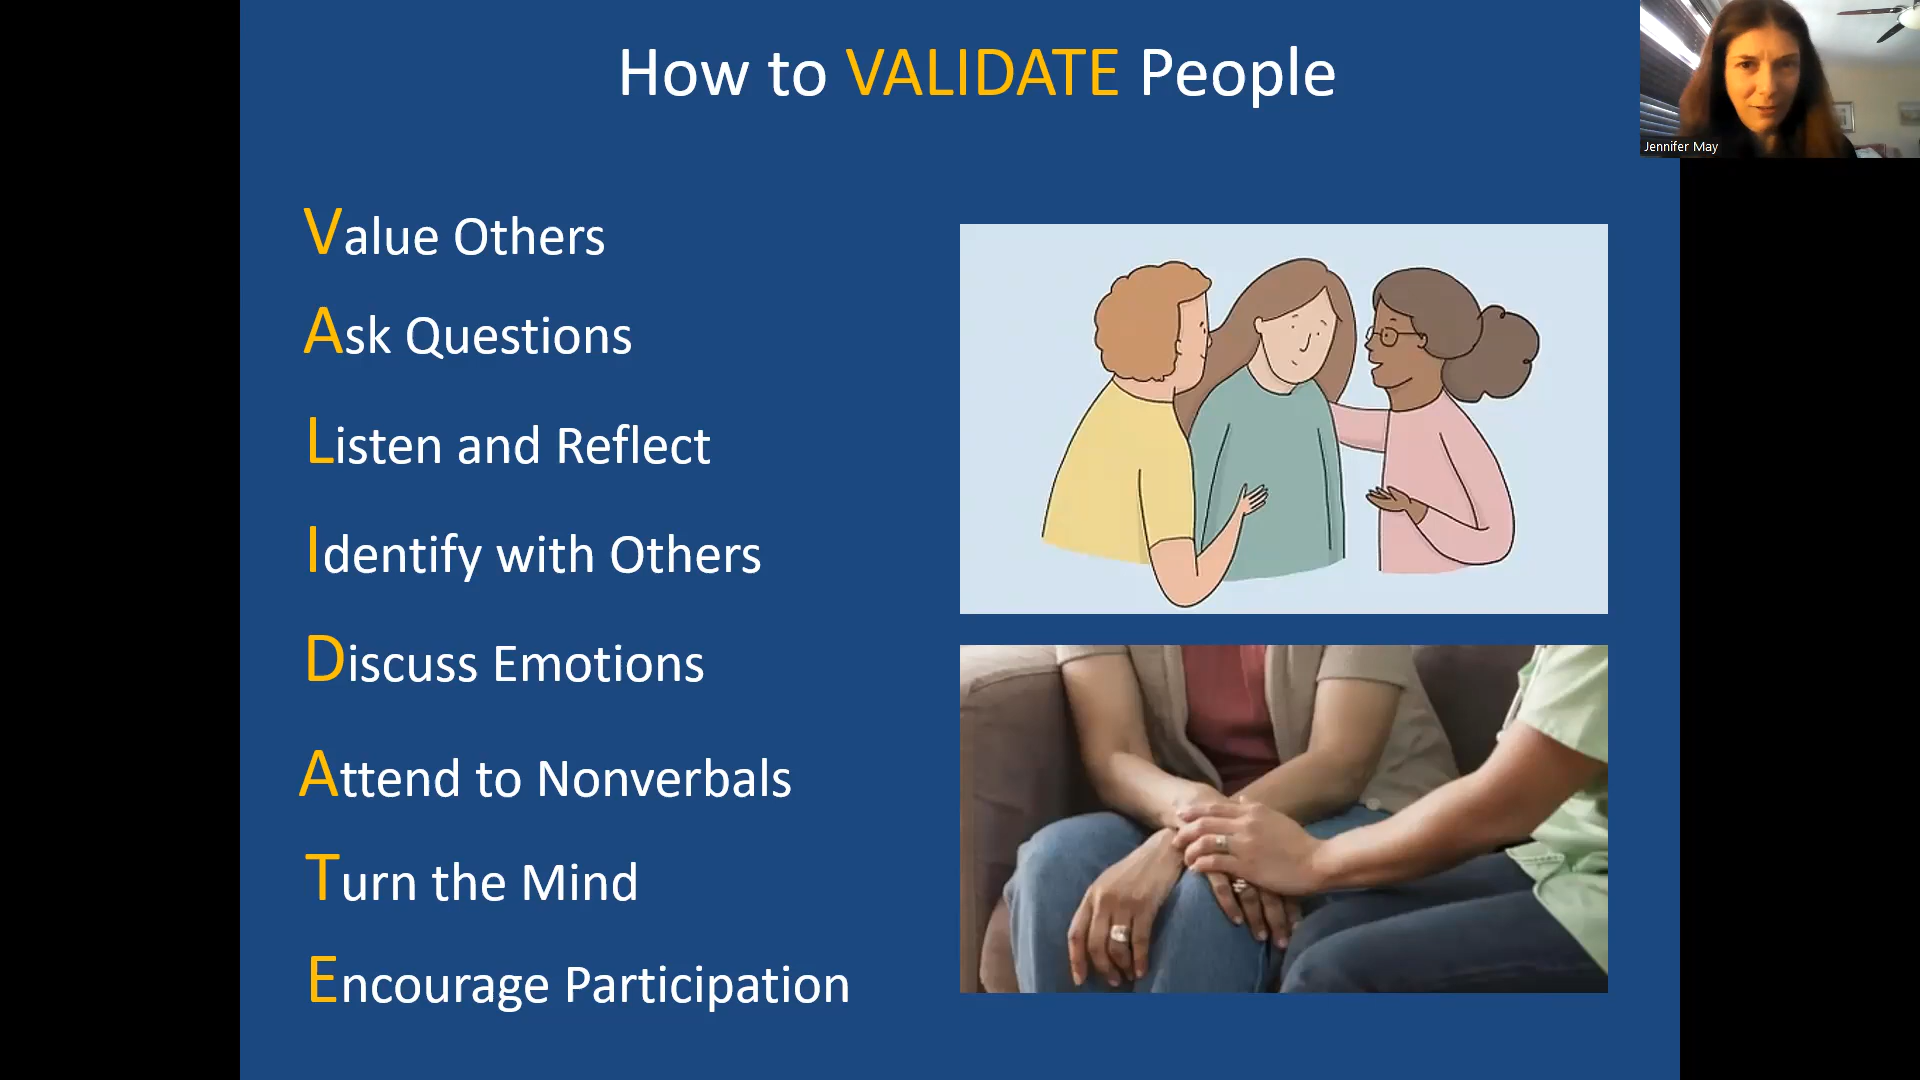 How to VALIDATE People
Jennifer May
Value Others
Ask Questions
Listen and Reflect
Identify with Others
Discuss Emotions
Attend to Nonverbals
Turn the Mind
Encourage Participation